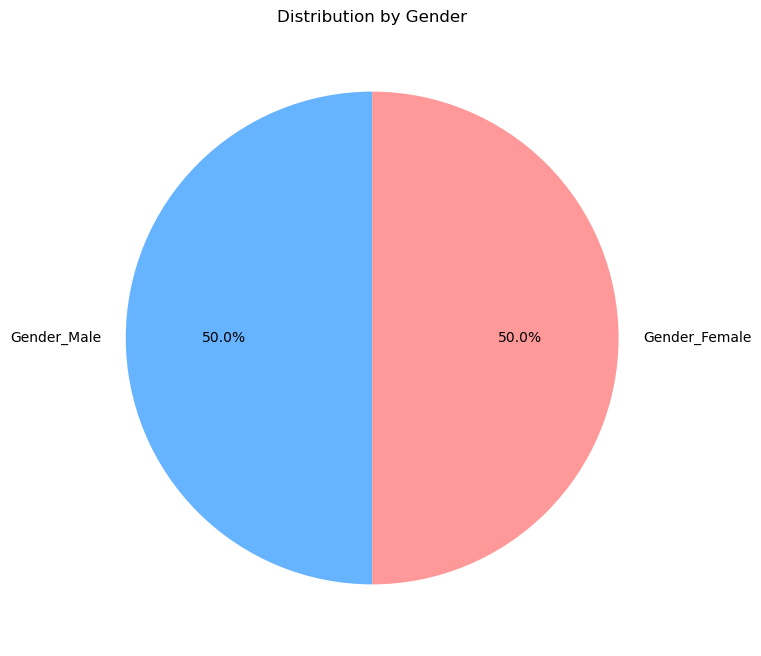 Distribution by Gender
Gender_Male
50.0%
50.0%
Gender_Female